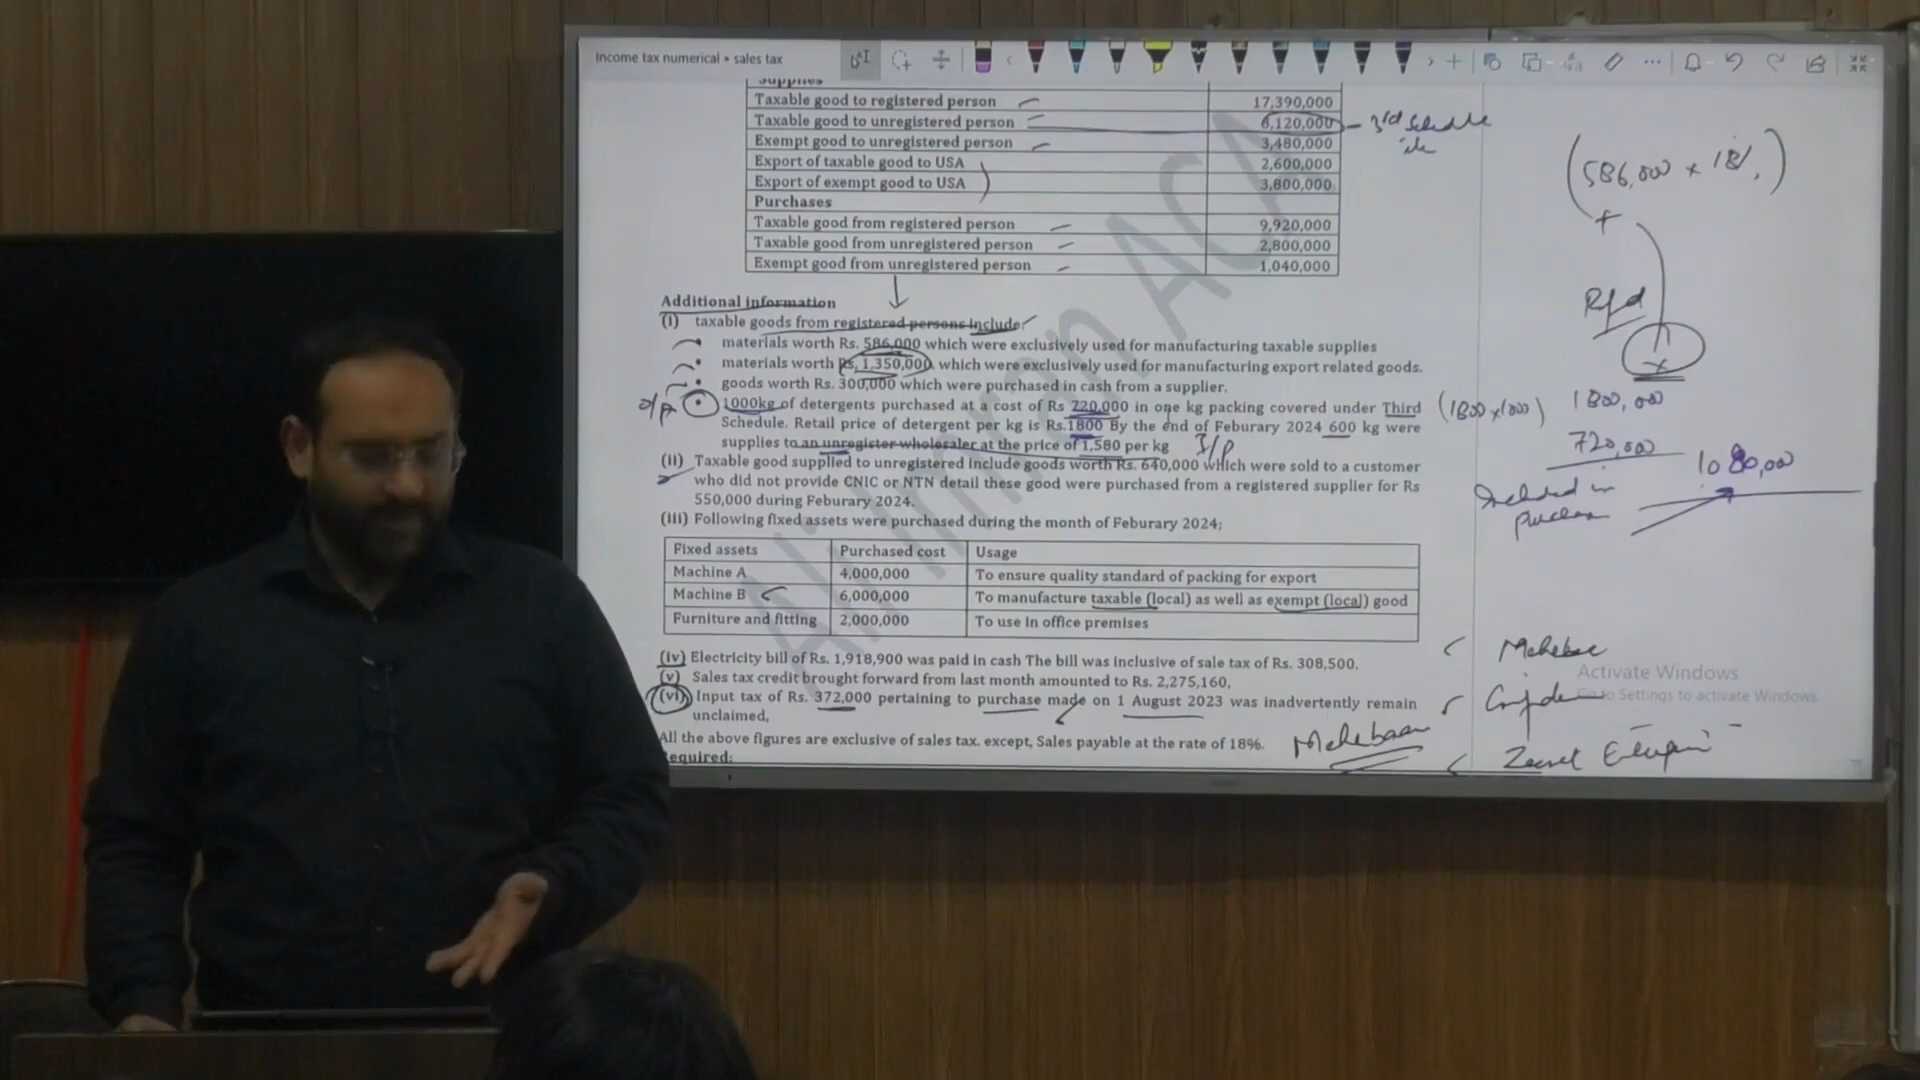 Income tax numerical + sales tax
Supplies
Taxable good to registered person 17,390,000
Taxable good to unregistered person 6,120,000 3rd Schedule
Exempt good to unregistered person 3,480,000
Export of taxable good to USA 2,600,000
Export of exempt good to USA 3,800,000
Purchases
Taxable good from registered person 9,920,000
Taxable good from unregistered person 2,800,000
Exempt good from unregistered person 1,040,000
(586,000 × 18%)
+
Rfd
Additional information
(i) taxable goods from registered persons include:
• materials worth Rs. 586,000 which were exclusively used for manufacturing taxable supplies
• materials worth Rs. 1,350,000, which were exclusively used for manufacturing export related goods.
• goods worth Rs. 300,000 which were purchased in cash from a supplier.
O/P • 1000kg of detergents purchased at a cost of Rs 720,000 in one kg packing covered under Third
Schedule. Retail price of detergent per kg is Rs.1800 By the end of Feburary 2024 600 kg were
supplies to an unregister wholesaler at the price of 1,580 per kg I/P
(1800 × 1000) 1800,000
720,000
1080,000
Included in
purchase
(ii) Taxable good supplied to unregistered include goods worth Rs. 640,000 which were sold to a customer
who did not provide CNIC or NTN detail these good were purchased from a registered supplier for Rs
550,000 during Feburary 2024.
(iii) Following fixed assets were purchased during the month of Feburary 2024;
Fixed assets Purchased cost Usage
Machine A 4,000,000 To ensure quality standard of packing for export
Machine B 6,000,000 To manufacture taxable (local) as well as exempt (local) good
Furniture and fitting 2,000,000 To use in office premises
(iv) Electricity bill of Rs. 1,918,900 was paid in cash The bill was inclusive of sale tax of Rs. 308,500.
(v) Sales tax credit brought forward from last month amounted to Rs. 2,275,160,
(vi) Input tax of Rs. 372,000 pertaining to purchase made on 1 August 2023 was inadvertently remain
unclaimed,
All the above figures are exclusive of sales tax. except, Sales payable at the rate of 18%.
Required:
Activate Windows
Go to Settings to activate Windows.
Ali Imran ACA